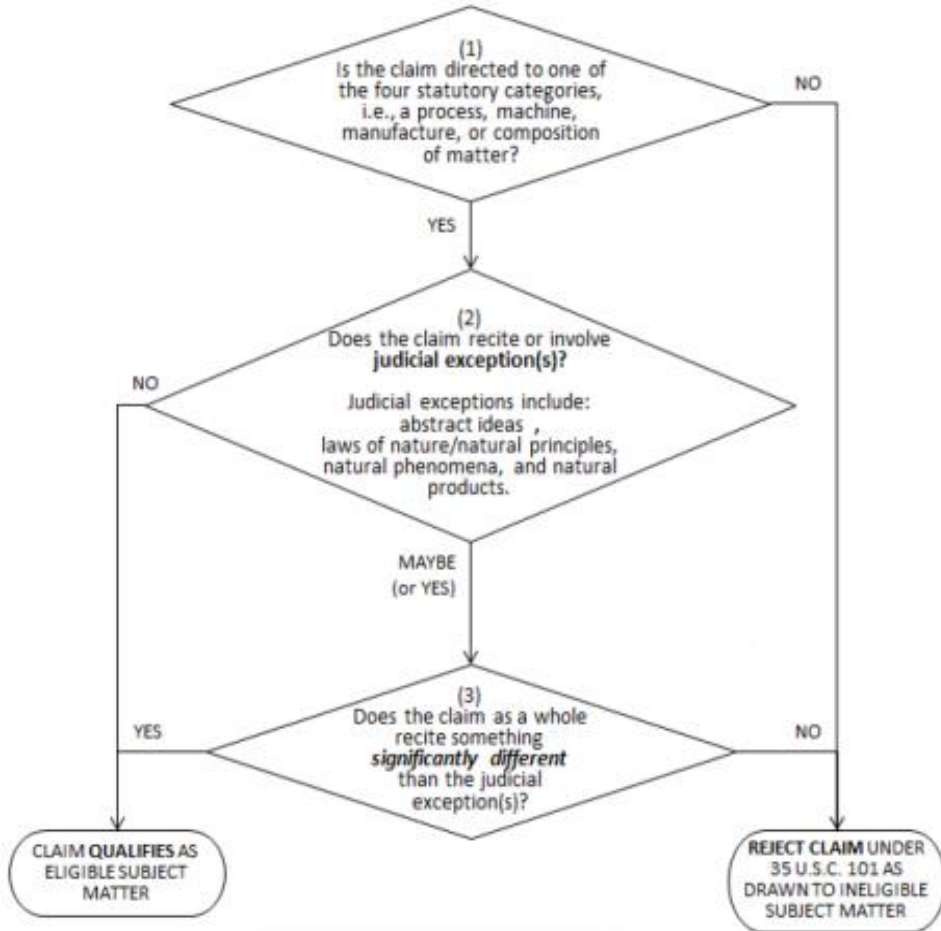 (1)
Is the claim directed to one of
the four statutory categories,
i.e., a process, machine,
manufacture, or composition
of matter?
NO
YES
(2)
Does the claim recite or involve
judicial exception(s)?
NO
Judicial exceptions include:
abstract ideas ,
laws of nature/natural principles,
natural phenomena, and natural
products.
MAYBE
(or YES)
(3)
Does the claim as a whole
recite something
significantly different
than the judicial
exception(s)?
YES
NO
CLAIM QUALIFIES AS
ELIGIBLE SUBJECT
MATTER
REJECT CLAIM UNDER
35 U.S.C. 101 AS
DRAWN TO INELIGIBLE
SUBJECT MATTER